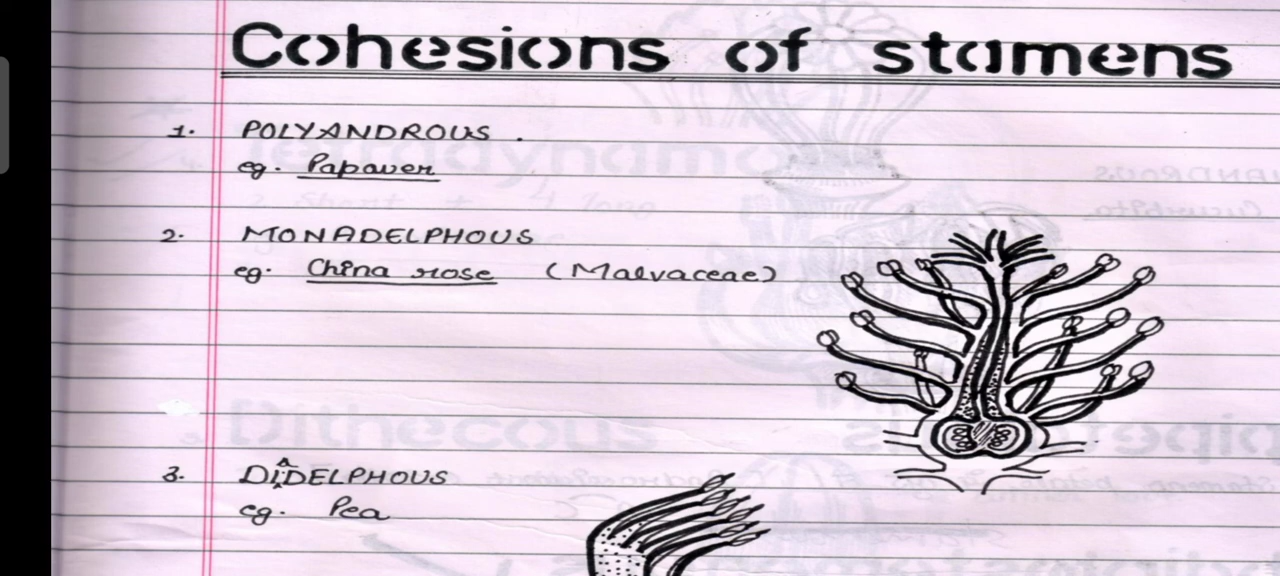 Cohesions of stamens
1. POLYANDROUS.
eg. Papaver
2. MONADELPHOUS
eg. China rose (Malvaceae)
3. DIADELPHOUS
eg. Pea